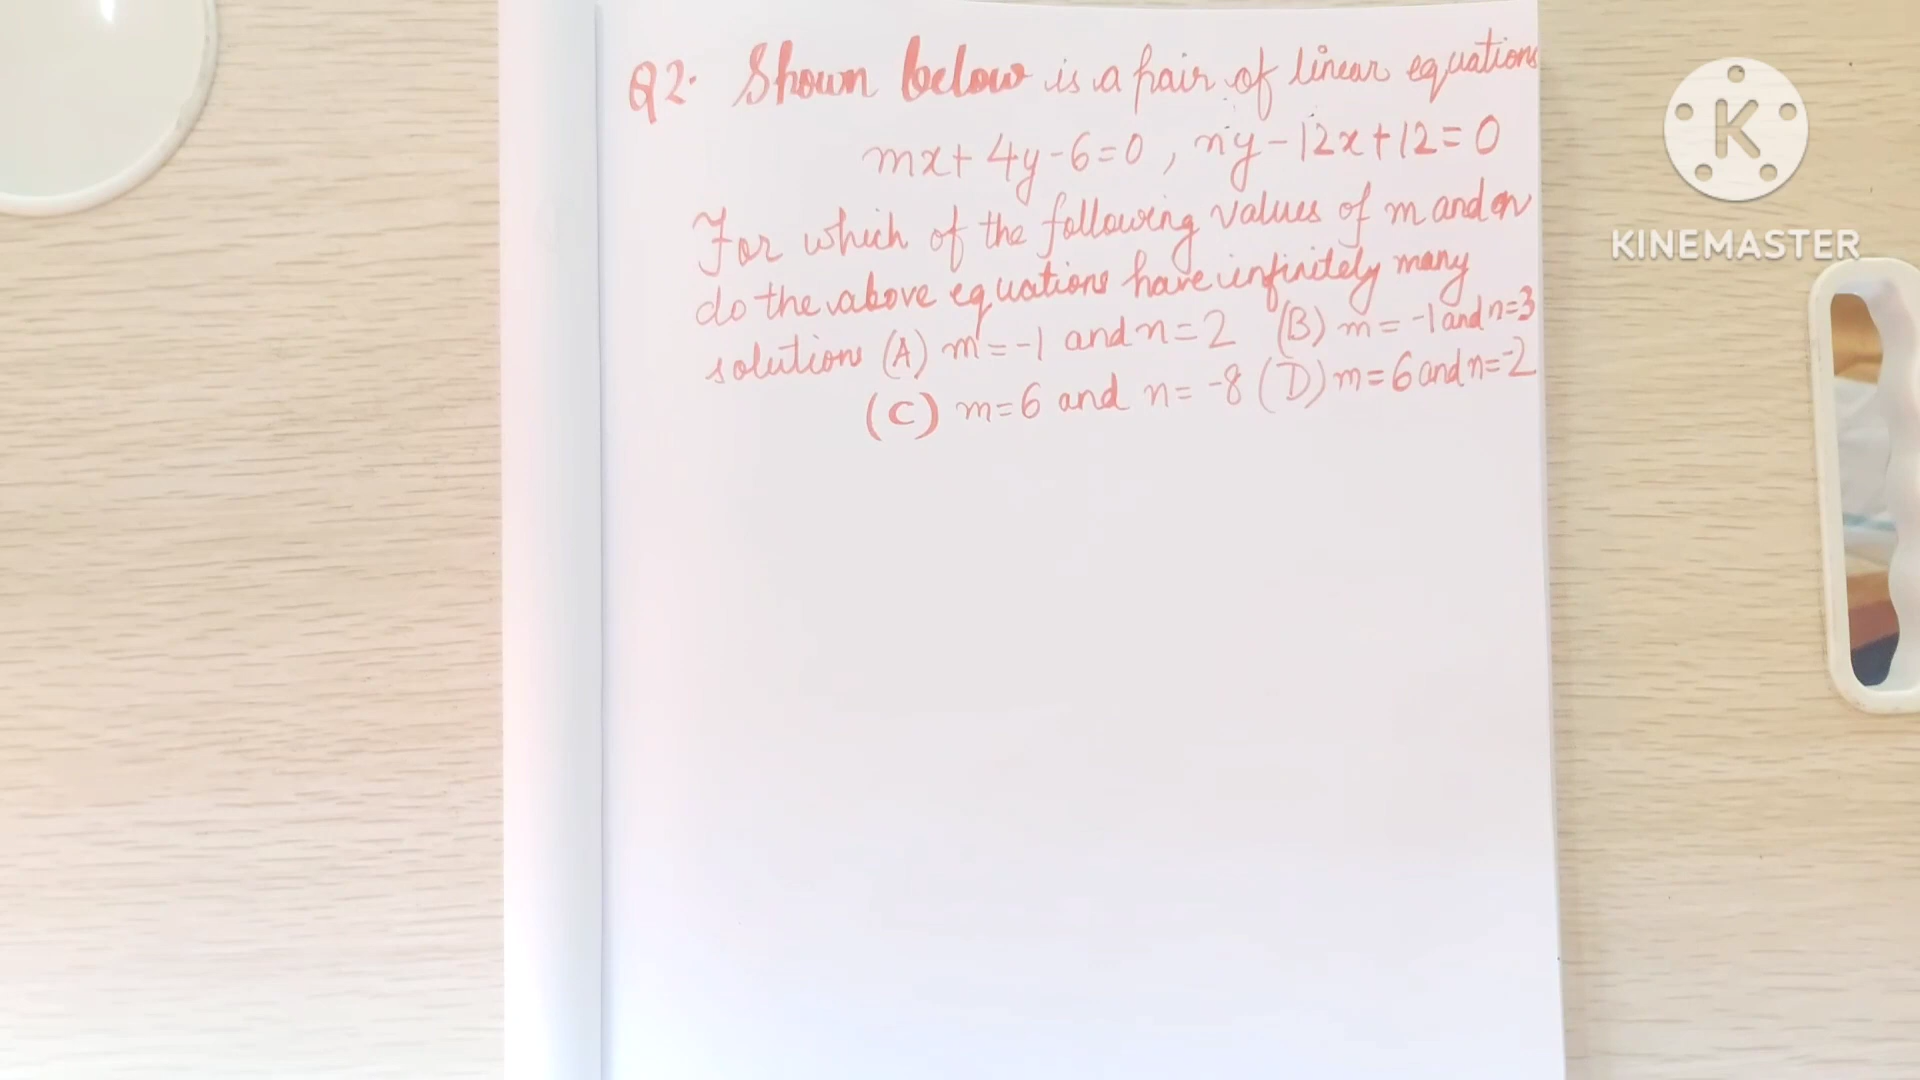 Q2. Shown below is a pair of linear equations
mx+ 4y-6=0 , ny-12x+12=0
For which of the following values of m and n
do the above equations have infinitely many
solution (A) m=-1 and n=2 (B) m=-1 and n=3
(C) m=6 and n=-8 (D) m=6 and n=-2
K
KINEMASTER